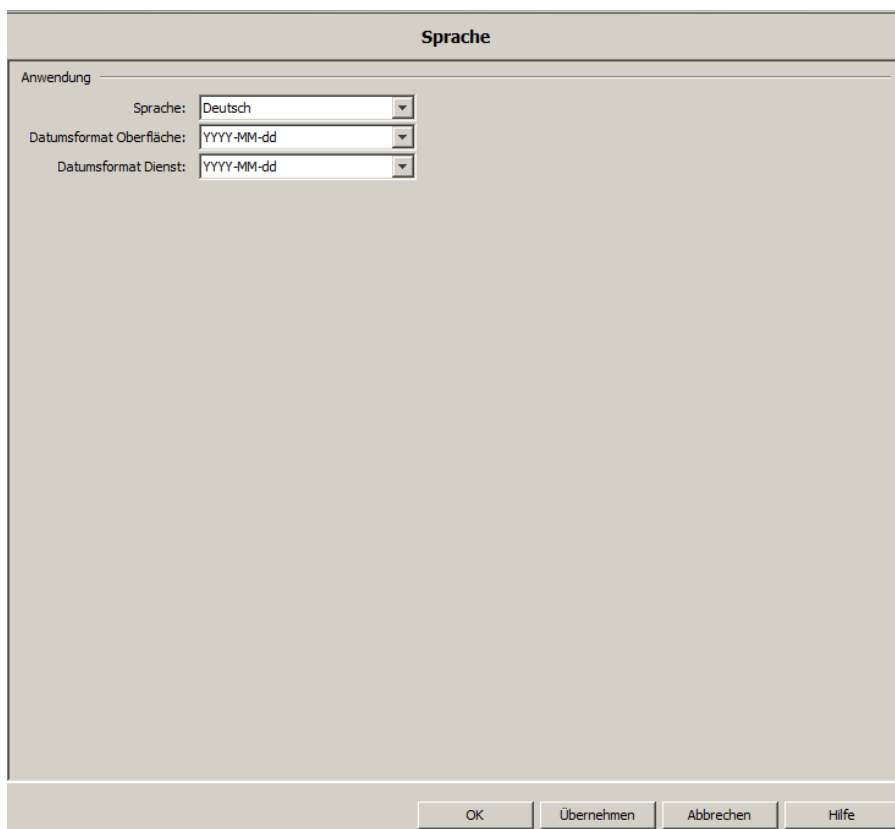 Sprache
Anwendung
Sprache: Deutsch
Datumsformat Oberfläche: YYYY-MM-dd
Datumsformat Dienst: YYYY-MM-dd
OK Übernehmen Abbrechen Hilfe